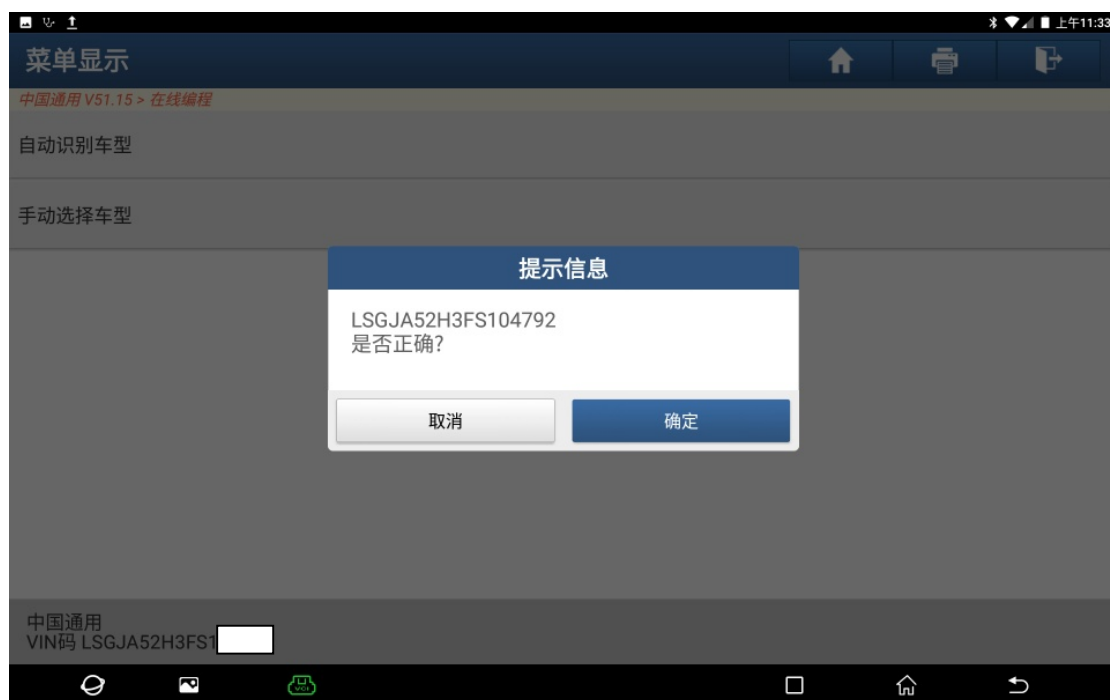 上午11:33
菜单显示
中国通用 V51.15 > 在线编程
自动识别车型
手动选择车型
提示信息
LSGJA52H3FS104792
是否正确?
取消
确定
中国通用
VIN码 LSGJA52H3FS1
VCI